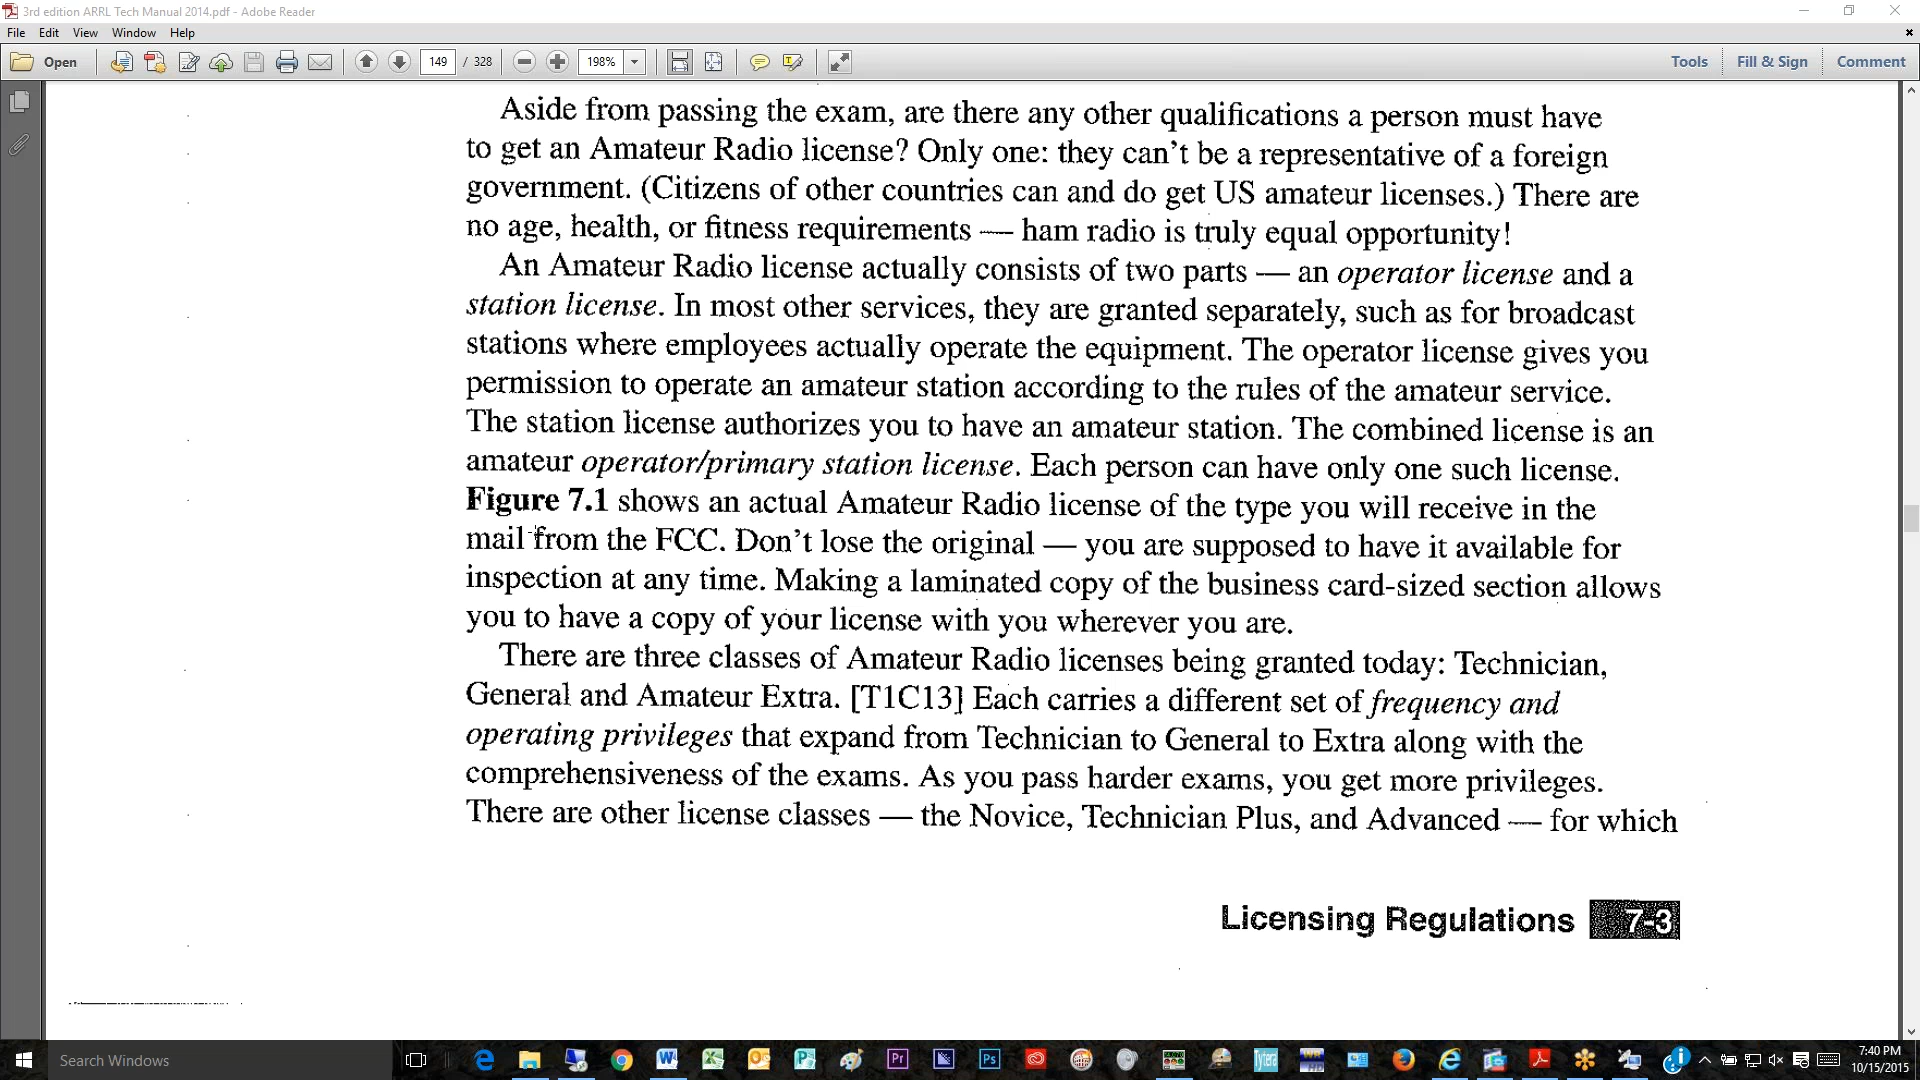 3rd edition ARRL Tech Manual 2014.pdf - Adobe Reader
File Edit View Window Help
Open 149 / 328 198% Tools Fill & Sign Comment
Aside from passing the exam, are there any other qualifications a person must have
to get an Amateur Radio license? Only one: they can't be a representative of a foreign
government. (Citizens of other countries can and do get US amateur licenses.) There are
no age, health, or fitness requirements — ham radio is truly equal opportunity!
An Amateur Radio license actually consists of two parts — an operator license and a
station license. In most other services, they are granted separately, such as for broadcast
stations where employees actually operate the equipment. The operator license gives you
permission to operate an amateur station according to the rules of the amateur service.
The station license authorizes you to have an amateur station. The combined license is an
amateur operator/primary station license. Each person can have only one such license.
Figure 7.1 shows an actual Amateur Radio license of the type you will receive in the
mail from the FCC. Don't lose the original — you are supposed to have it available for
inspection at any time. Making a laminated copy of the business card-sized section allows
you to have a copy of your license with you wherever you are.
There are three classes of Amateur Radio licenses being granted today: Technician,
General and Amateur Extra. [T1C13] Each carries a different set of frequency and
operating privileges that expand from Technician to General to Extra along with the
comprehensiveness of the exams. As you pass harder exams, you get more privileges.
There are other license classes — the Novice, Technician Plus, and Advanced — for which
Licensing Regulations 7-3
Search Windows
Pr
Ps
Tytera
7:40 PM
10/15/2015